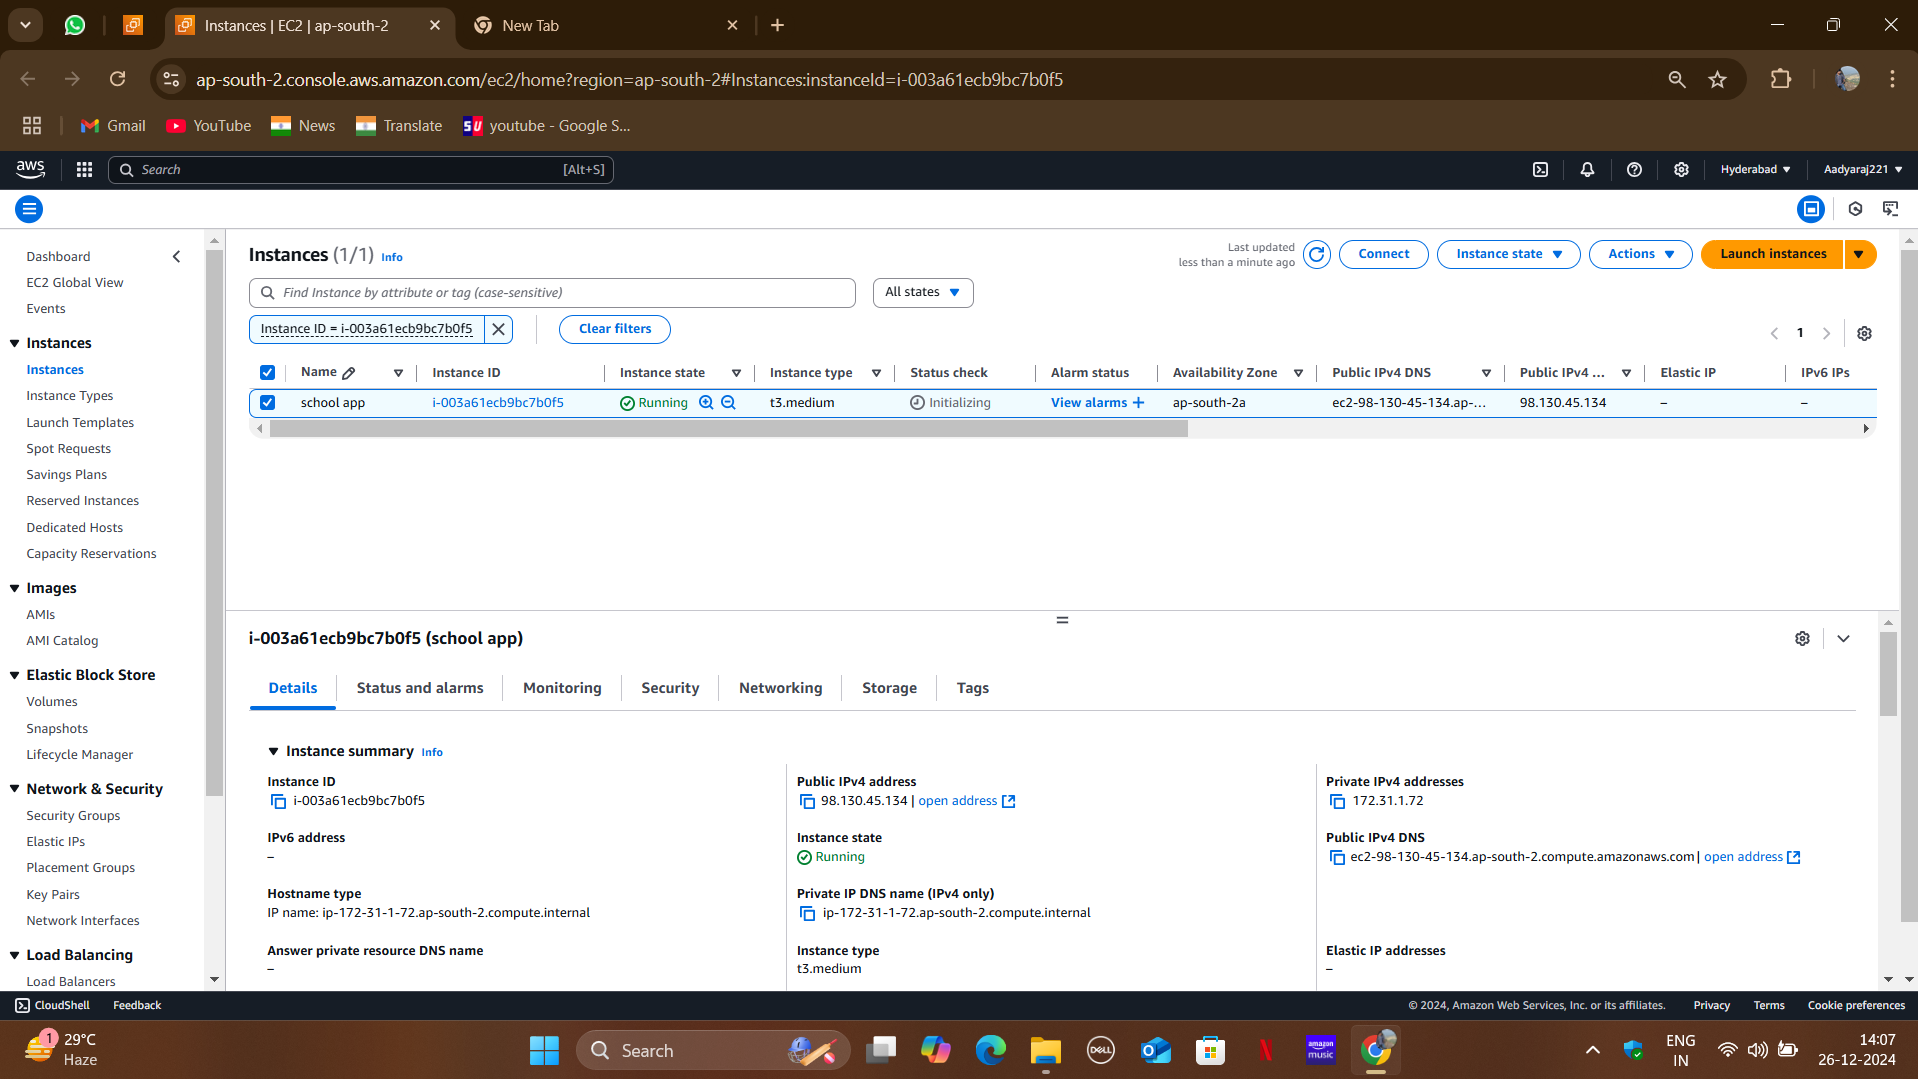 Instances | EC2 | ap-south-2
New Tab
ap-south-2.console.aws.amazon.com/ec2/home?region=ap-south-2#Instances:instanceId=i-003a61ecb9bc7b0f5
Gmail
YouTube
News
Translate
SU youtube - Google S...
aws
Search [Alt+S]
Hyderabad
Aadyaraj221
Dashboard
EC2 Global View
Events
Instances
Instances
Instance Types
Launch Templates
Spot Requests
Savings Plans
Reserved Instances
Dedicated Hosts
Capacity Reservations
Images
AMIs
AMI Catalog
Elastic Block Store
Volumes
Snapshots
Lifecycle Manager
Network & Security
Security Groups
Elastic IPs
Placement Groups
Key Pairs
Network Interfaces
Load Balancing
Load Balancers
Instances (1/1) Info
Last updated
less than a minute ago
Connect
Instance state
Actions
Launch instances
Find Instance by attribute or tag (case-sensitive)
All states
Instance ID = i-003a61ecb9bc7b0f5
Clear filters
1
Name Instance ID Instance state Instance type Status check Alarm status Availability Zone Public IPv4 DNS Public IPv4 ... Elastic IP IPv6 IPs
school app i-003a61ecb9bc7b0f5 Running t3.medium Initializing View alarms + ap-south-2a ec2-98-130-45-134.ap-... 98.130.45.134 – –
i-003a61ecb9bc7b0f5 (school app)
Details Status and alarms Monitoring Security Networking Storage Tags
Instance summary Info
Instance ID
i-003a61ecb9bc7b0f5
Public IPv4 address
98.130.45.134 | open address
Private IPv4 addresses
172.31.1.72
IPv6 address
–
Instance state
Running
Public IPv4 DNS
ec2-98-130-45-134.ap-south-2.compute.amazonaws.com | open address
Hostname type
IP name: ip-172-31-1-72.ap-south-2.compute.internal
Private IP DNS name (IPv4 only)
ip-172-31-1-72.ap-south-2.compute.internal
Answer private resource DNS name
–
Instance type
t3.medium
Elastic IP addresses
–
CloudShell
Feedback
© 2024, Amazon Web Services, Inc. or its affiliates.
Privacy
Terms
Cookie preferences
1
29°C
Haze
Search
DELL
amazon
music
ENG
IN
14:07
26-12-2024